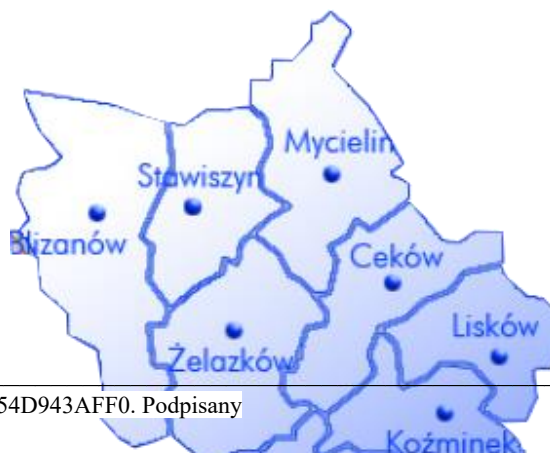 Mycielin
Stawiszyn
Blizanów
Ceków
Lisków
Żelazków
54D943AFF0. Podpisany
Koźminek